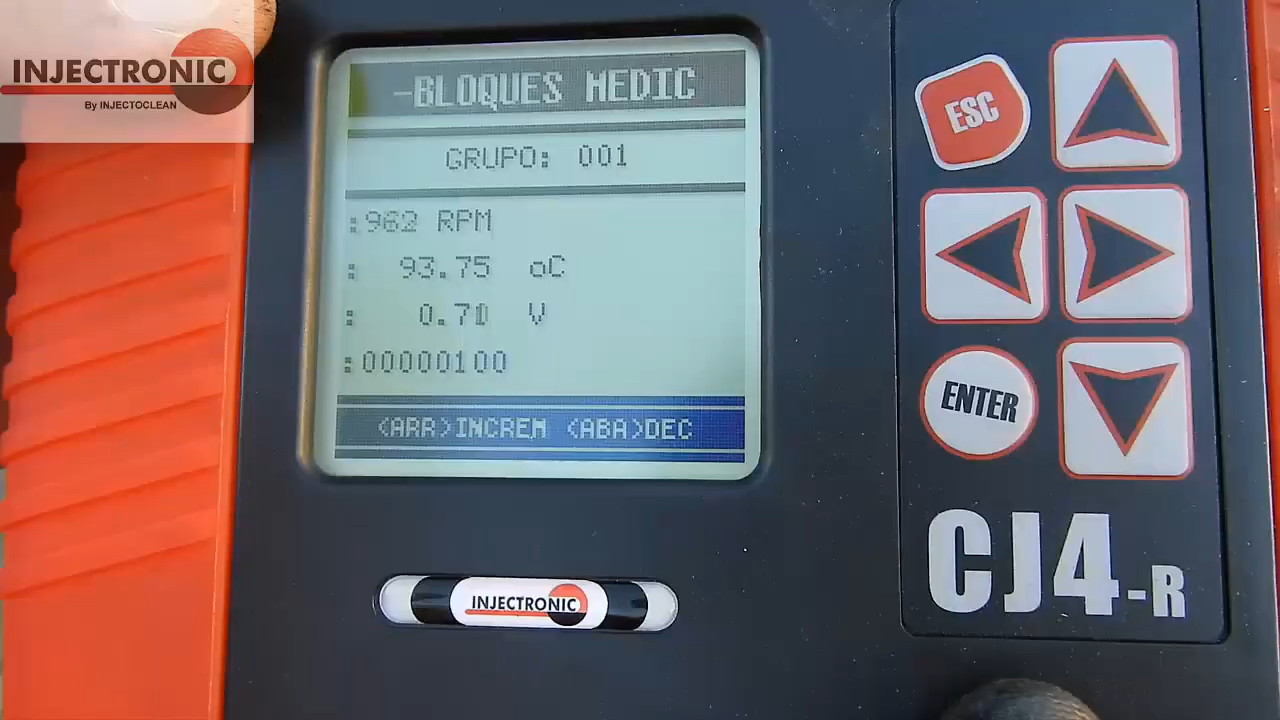 INJECTRONIC
By INJECTOCLEAN
-BLOQUES MEDIC
GRUPO: 001
:962 RPM
: 93.75 oC
: 0.71 V
:00000100
<ARR>INCREM <ABA>DEC
ESC
ENTER
CJ4-R
INJECTRONIC